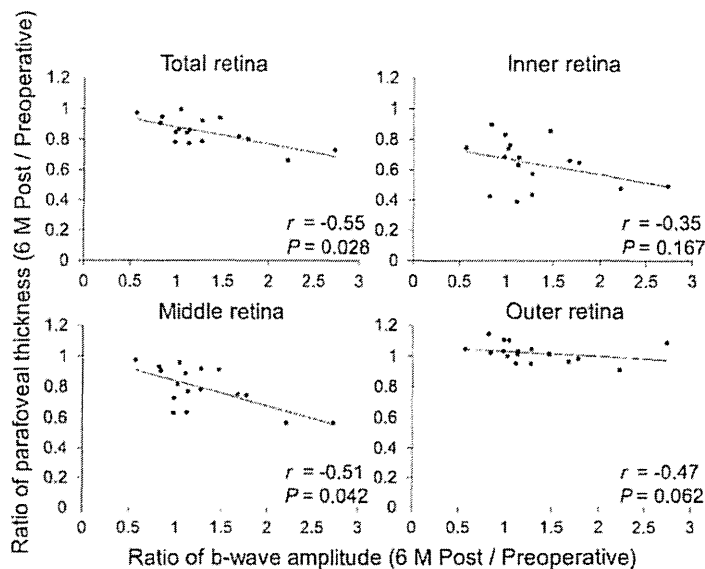 Ratio of parafoveal thickness (6 M Post / Preoperative)
Total retina
1.2
1
0.8
0.6
0.4
0.2
0
0 0.5 1 1.5 2 2.5 3
r = -0.55
P = 0.028
Inner retina
1.2
1
0.8
0.6
0.4
0.2
0
0 0.5 1 1.5 2 2.5 3
r = -0.35
P = 0.167
Middle retina
1.2
1
0.8
0.6
0.4
0.2
0
0 0.5 1 1.5 2 2.5 3
r = -0.51
P = 0.042
Outer retina
1.2
1
0.8
0.6
0.4
0.2
0
0 0.5 1 1.5 2 2.5 3
r = -0.47
P = 0.062
Ratio of b-wave amplitude (6 M Post / Preoperative)